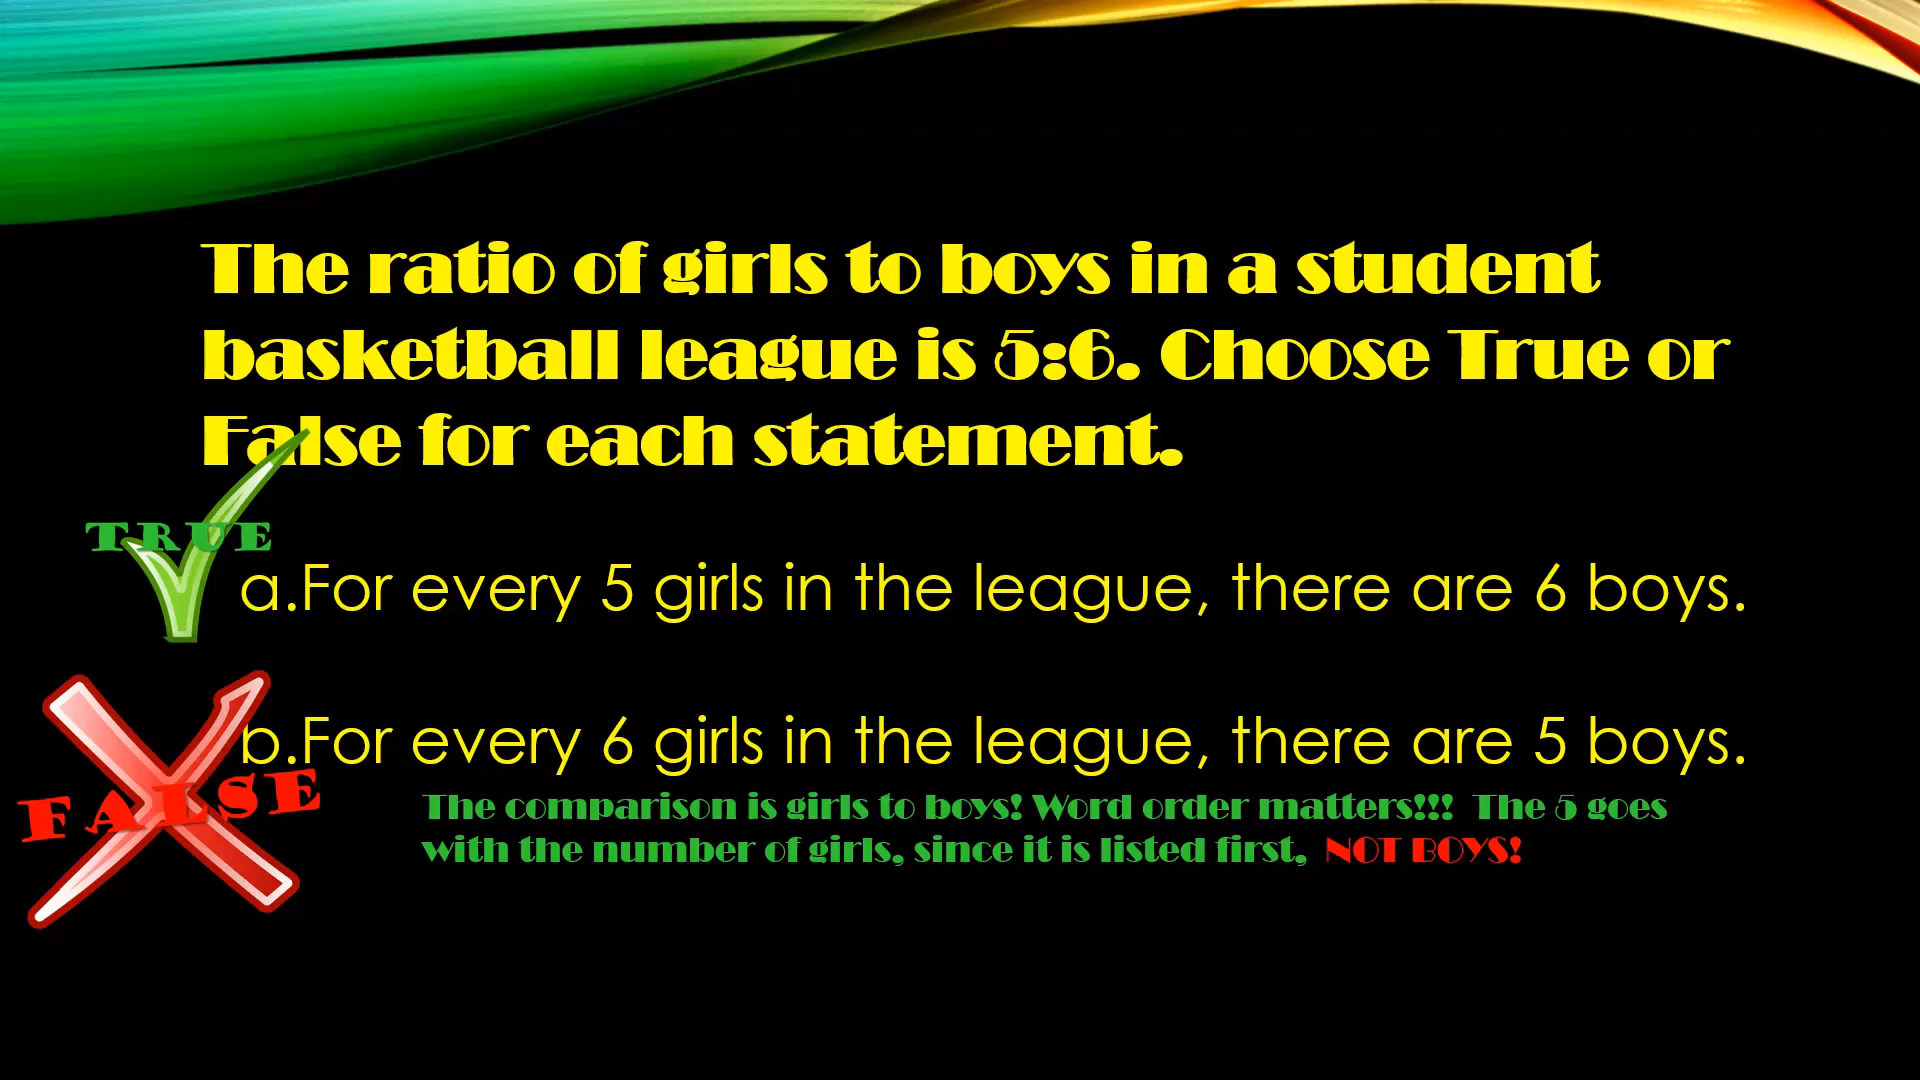 The ratio of girls to boys in a student
basketball league is 5:6. Choose True or
False for each statement.
TRUE
a.For every 5 girls in the league, there are 6 boys.
b.For every 6 girls in the league, there are 5 boys.
FALSE
The comparison is girls to boys! Word order matters!!! The 5 goes
with the number of girls, since it is listed first, NOT BOYS!